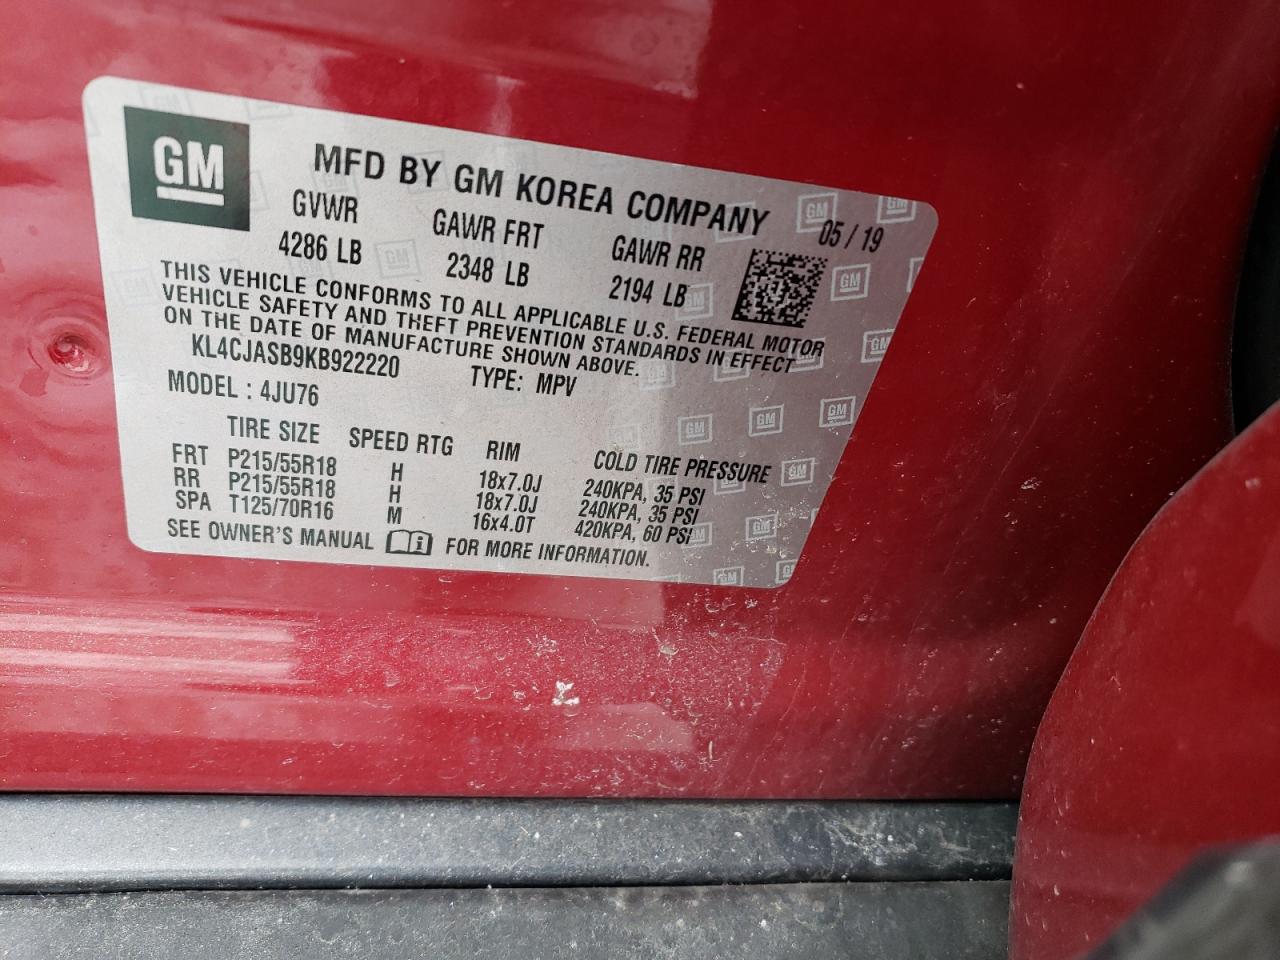 GM
MFD BY GM KOREA COMPANY
GVWR GAWR FRT GAWR RR 05 / 19
4286 LB 2348 LB 2194 LB
THIS VEHICLE CONFORMS TO ALL APPLICABLE U.S. FEDERAL MOTOR
VEHICLE SAFETY AND THEFT PREVENTION STANDARDS IN EFFECT
ON THE DATE OF MANUFACTURE SHOWN ABOVE.
KL4CJASB9KB922220 TYPE: MPV
MODEL : 4JU76
TIRE SIZE SPEED RTG RIM COLD TIRE PRESSURE
FRT P215/55R18 H 18x7.0J 240KPA, 35 PSI
RR P215/55R18 H 18x7.0J 240KPA, 35 PSI
SPA T125/70R16 M 16x4.0T 420KPA, 60 PSI
SEE OWNER'S MANUAL FOR MORE INFORMATION.